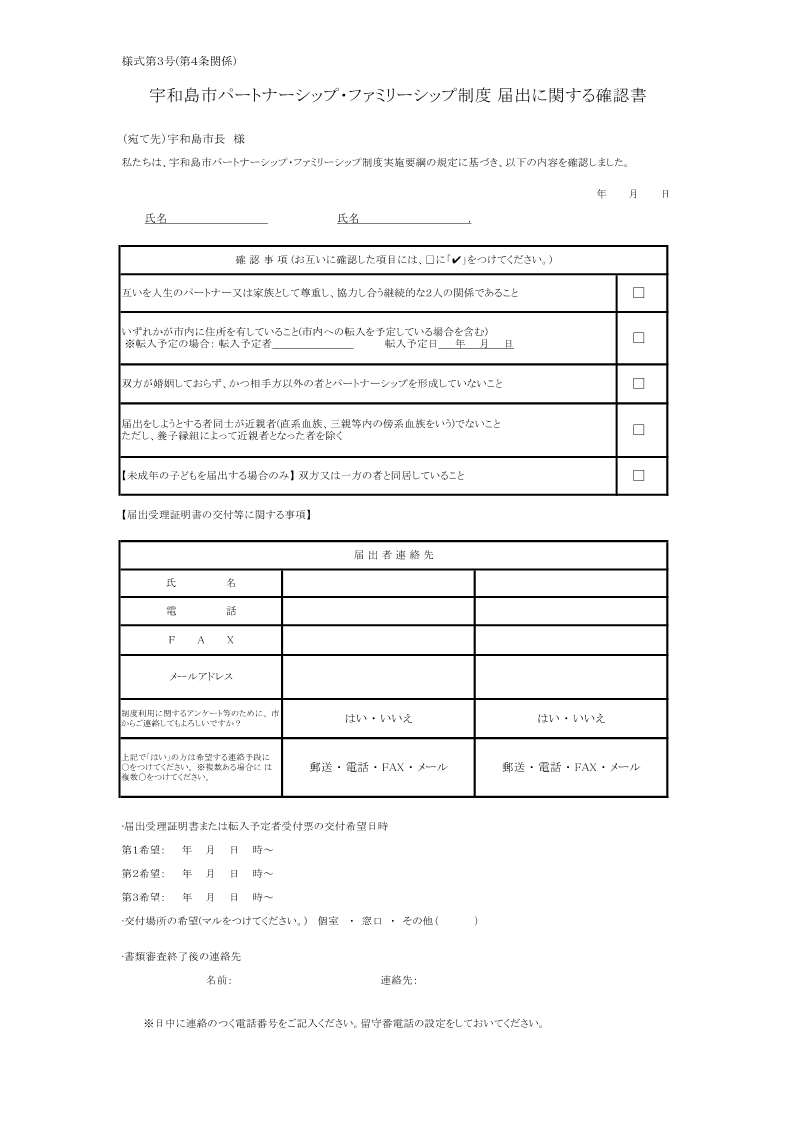 様式第３号(第４条関係)
宇和島市パートナーシップ・ファミリーシップ制度 届出に関する確認書
（宛て先）宇和島市長　様
私たちは、宇和島市パートナーシップ・ファミリーシップ制度実施要綱の規定に基づき、以下の内容を確認しました。
年　　月　　日
氏名　　　　　　　　　　氏名　　　　　　　　　　.
確 認 事 項（お互いに確認した項目には、□に「✔」をつけてください。）
互いを人生のパートナー又は家族として尊重し、協力し合う継続的な２人の関係であること　□
いずれかが市内に住所を有していること(市内への転入を予定している場合を含む)　□
※転入予定の場合： 転入予定者　　　　　　　　転入予定日　　年　月　日
双方が婚姻しておらず、かつ相手方以外の者とパートナーシップを形成していないこと　□
届出をしようとする者同士が近親者(直系血族、三親等内の傍系血族をいう)でないこと　□
ただし、養子縁組によって近親者となった者を除く
【未成年の子どもを届出する場合のみ】 双方又は一方の者と同居していること　□
【届出受理証明書の交付等に関する事項】
届 出 者 連 絡 先
氏　　　　名
電　　　　話
Ｆ　　Ａ　　Ｘ
メールアドレス
制度利用に関するアンケート等のために、 市
からご連絡してもよろしいですか？
はい ・ いいえ　　はい ・ いいえ
上記で「はい」の方は希望する連絡手段に
○をつけてください。 ※複数ある場合に は
複数○をつけてください。
郵送 ・ 電話 ・ FAX ・ メール　　郵送 ・ 電話 ・ FAX ・ メール
・届出受理証明書または転入予定者受付票の交付希望日時
第１希望：　年　月　日　時～
第２希望：　年　月　日　時～
第３希望：　年　月　日　時～
・交付場所の希望(マルをつけてください。)　個室　・　窓口　・　その他（　　　）
・書類審査終了後の連絡先
名前：　　　　　　　　連絡先：
※日中に連絡のつく電話番号をご記入ください。留守番電話の設定をしておいてください。